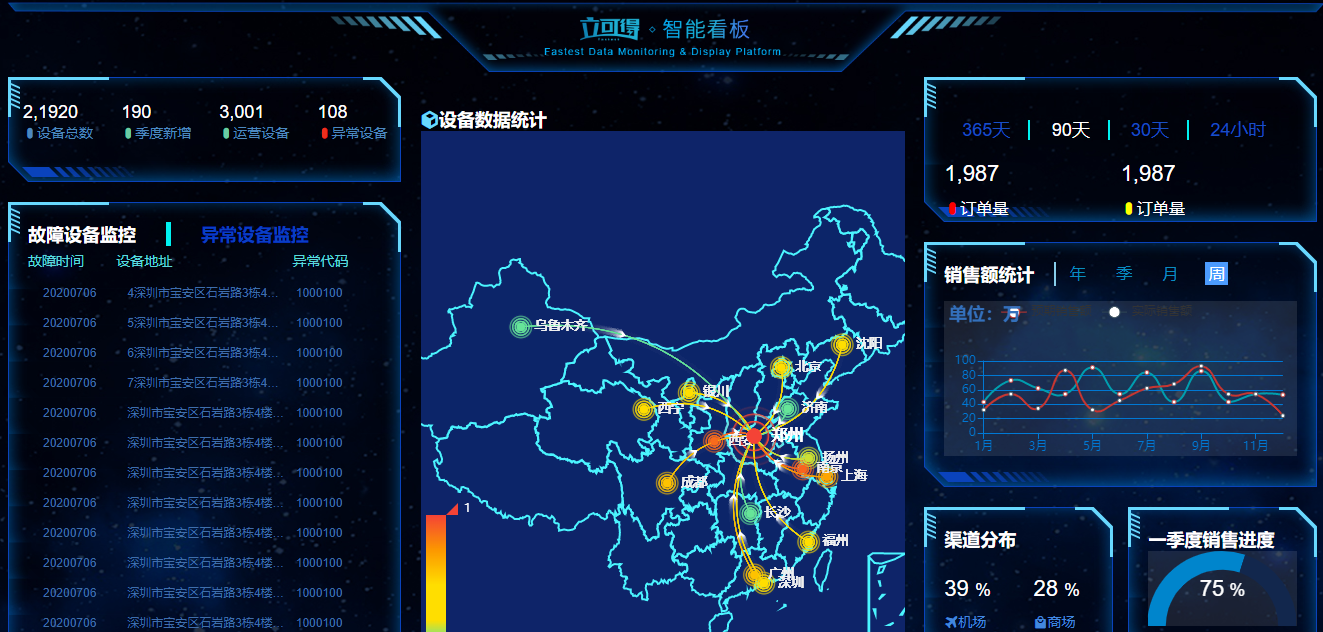 立可得 智能看板
Fastest Data Monitoring & Display Platform
2,1920 190 3,001 108
设备总数 季度新增 运营设备 异常设备
故障设备监控 异常设备监控
故障时间 设备地址 异常代码
20200706 4深圳市宝安区石岩路3栋4... 1000100
20200706 5深圳市宝安区石岩路3栋4... 1000100
20200706 6深圳市宝安区石岩路3栋4... 1000100
20200706 7深圳市宝安区石岩路3栋4... 1000100
20200706 深圳市宝安区石岩路3栋4楼... 1000100
20200706 深圳市宝安区石岩路3栋4楼... 1000100
20200706 深圳市宝安区石岩路3栋4楼... 1000100
20200706 深圳市宝安区石岩路3栋4楼... 1000100
20200706 深圳市宝安区石岩路3栋4楼... 1000100
20200706 深圳市宝安区石岩路3栋4楼... 1000100
20200706 深圳市宝安区石岩路3栋4楼... 1000100
20200706 深圳市宝安区石岩路3栋4楼... 1000100
设备数据统计
乌鲁木齐
沈阳
北京
银川
西宁
济南
郑州
西安
扬州
南京
上海
成都
长沙
福州
广州
深圳
1
365天 90天 30天 24小时
1,987 1,987
订单量 订单量
销售额统计 年 季 月 周
单位：万
100
80
60
40
20
0
1月 3月 5月 7月 9月 11月
渠道分布
39 % 28 %
机场 商场
一季度销售进度
75 %